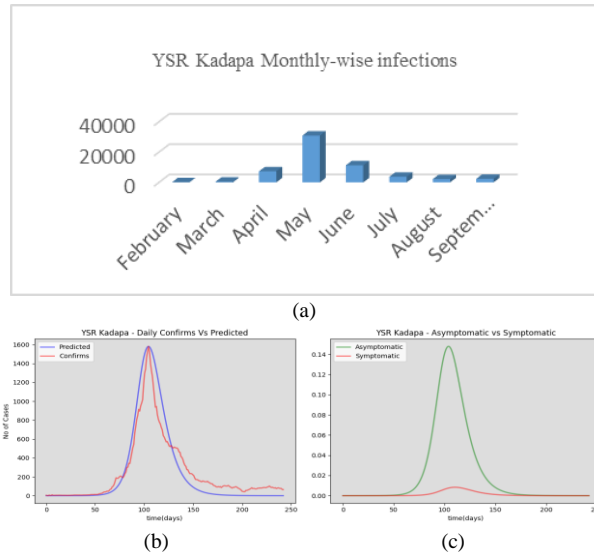 YSR Kadapa Monthly-wise infections
40000
20000
0
February
March
April
May
June
July
August
Septem...
(a)
YSR Kadapa - Daily Confirms Vs Predicted
Predicted
Confirms
1600
1400
1200
1000
800
600
400
200
0
No of Cases
0 50 100 150 200 250
time(days)
(b)
YSR Kadapa - Asymptomatic vs Symptomatic
Asymptomatic
Symptomatic
0.14
0.12
0.10
0.08
0.06
0.04
0.02
0.00
0 50 100 150 200
time(days)
(c)